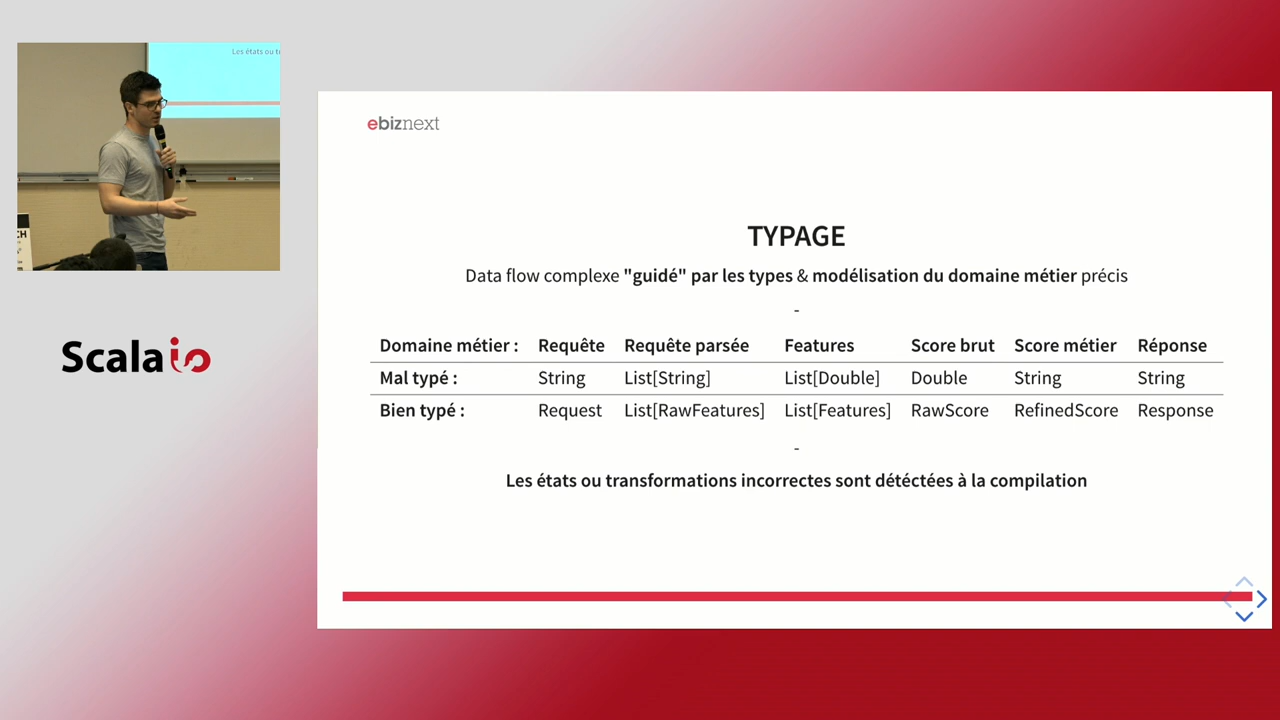 Les états ou t
CH
Scalaio
ebiznext
TYPAGE
Data flow complexe "guidé" par les types & modélisation du domaine métier précis
-
Domaine métier : Requête Requête parsée Features Score brut Score métier Réponse
Mal typé : String List[String] List[Double] Double String String
Bien typé : Request List[RawFeatures] List[Features] RawScore RefinedScore Response
-
Les états ou transformations incorrectes sont détéctées à la compilation